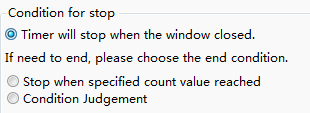 Condition for stop
Timer will stop when the window closed.
If need to end, please choose the end condition.
Stop when specified count value reached
Condition Judgement